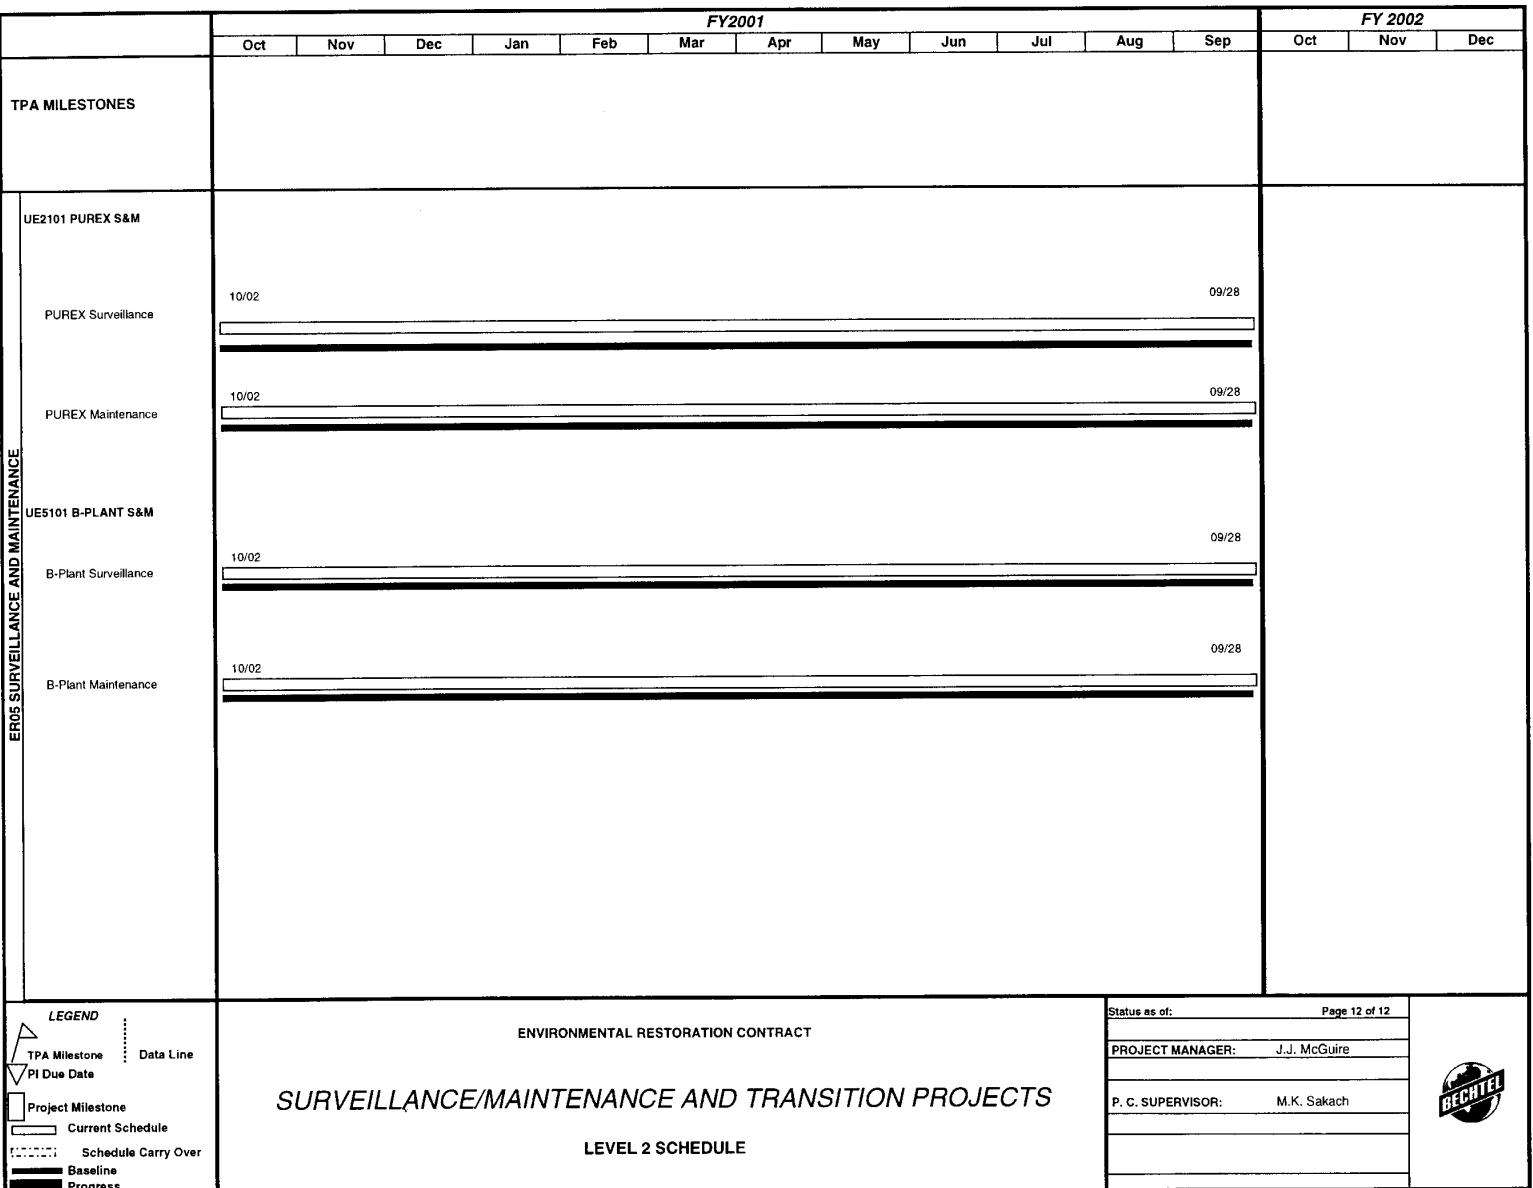 FY2001 FY 2002
Oct Nov Dec Jan Feb Mar Apr May Jun Jul Aug Sep Oct Nov Dec
TPA MILESTONES
ER05 SURVEILLANCE AND MAINTENANCE
UE2101 PUREX S&M
10/02 09/28
PUREX Surveillance
10/02 09/28
PUREX Maintenance
UE5101 B-PLANT S&M
10/02 09/28
B-Plant Surveillance
10/02 09/28
B-Plant Maintenance
LEGEND
TPA Milestone Data Line
PI Due Date
Project Milestone
Current Schedule
Schedule Carry Over
Baseline
Progress
ENVIRONMENTAL RESTORATION CONTRACT
SURVEILLANCE/MAINTENANCE AND TRANSITION PROJECTS
LEVEL 2 SCHEDULE
Status as of: Page 12 of 12
PROJECT MANAGER: J.J. McGuire
P. C. SUPERVISOR: M.K. Sakach
BECHTEL